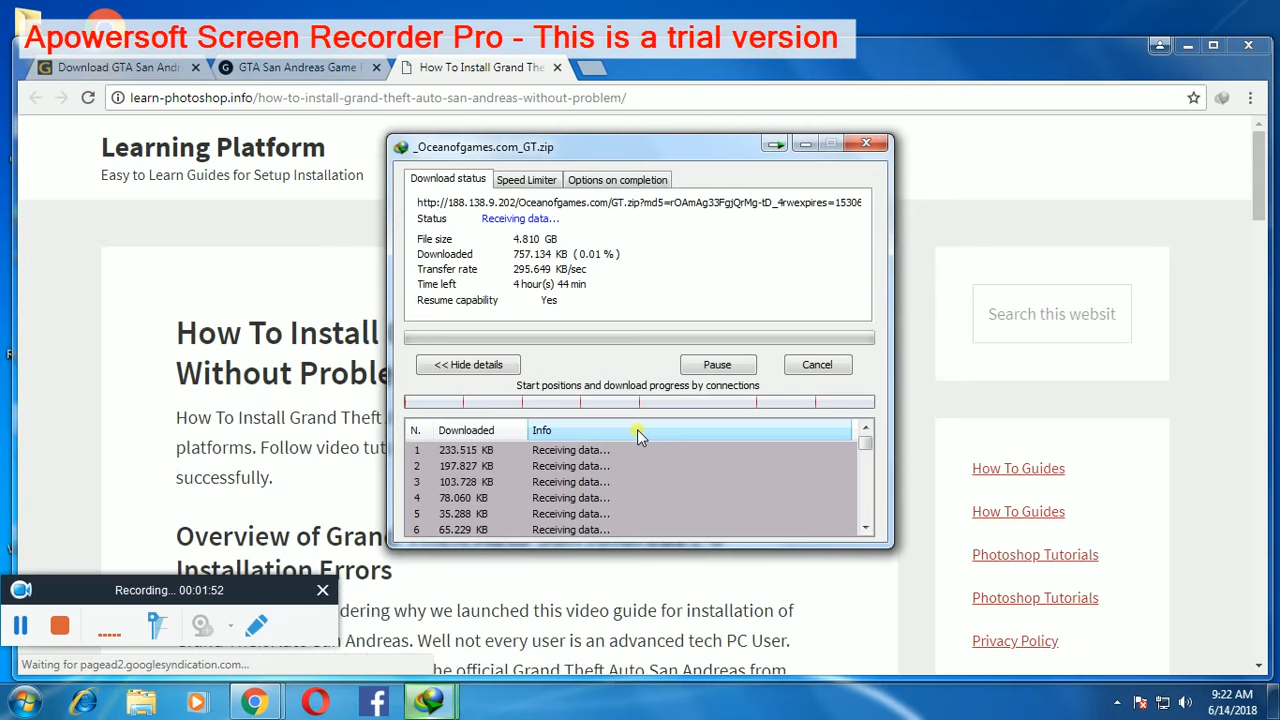 Apowersoft Screen Recorder Pro - This is a trial version
Download GTA San Andr
GTA San Andreas Game F
How To Install Grand The
learn-photoshop.info/how-to-install-grand-theft-auto-san-andreas-without-problem/
Learning Platform
Easy to Learn Guides for Setup Installation
How To Install
Without Proble
How To Install Grand Theft
platforms. Follow video tut
successfully.
Overview of Gran
Installation Errors
dering why we launched this video guide for installation of
Andreas. Well not every user is an advanced tech PC User.
e official Grand Theft Auto San Andreas from
Search this websit
How To Guides
How To Guides
Photoshop Tutorials
Photoshop Tutorials
Privacy Policy
_Oceanofgames.com_GT.zip
Download status
Speed Limiter
Options on completion
http://188.138.9.202/Oceanofgames.com/GT.zip?md5=rOAmAg33FgjQrMg-tD_4rwexpires=15306
Status Receiving data...
File size 4.810 GB
Downloaded 757.134 KB ( 0.01 % )
Transfer rate 295.649 KB/sec
Time left 4 hour(s) 44 min
Resume capability Yes
<< Hide details
Pause
Cancel
Start positions and download progress by connections
N. Downloaded Info
1 233.515 KB Receiving data...
2 197.827 KB Receiving data...
3 103.728 KB Receiving data...
4 78.060 KB Receiving data...
5 35.288 KB Receiving data...
6 65.229 KB Receiving data...
Recording... 00:01:52
Waiting for pagead2.googlesyndication.com...
9:22 AM
6/14/2018